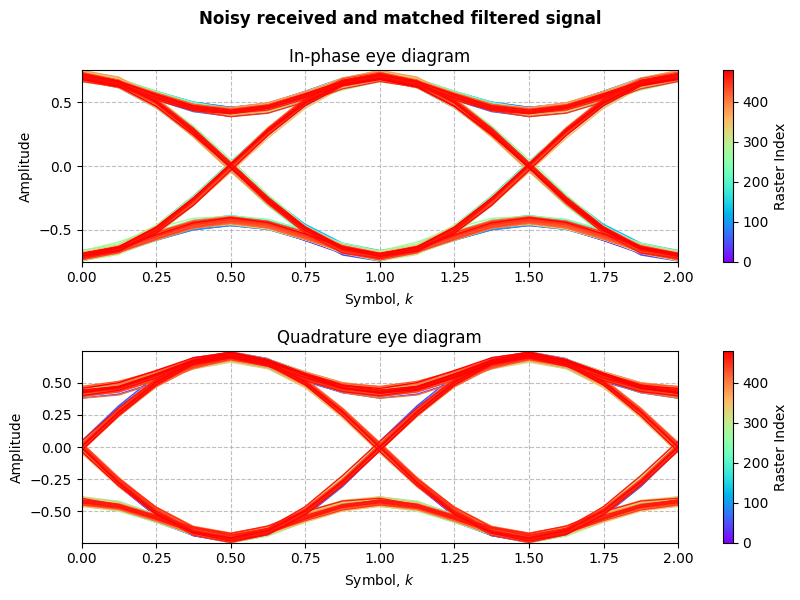 Noisy received and matched filtered signal
In-phase eye diagram
0.5
0.0
−0.5
Amplitude
0.00 0.25 0.50 0.75 1.00 1.25 1.50 1.75 2.00
Symbol, k
400
300
200
100
0
Raster Index
Quadrature eye diagram
0.50
0.25
0.00
−0.25
−0.50
Amplitude
0.00 0.25 0.50 0.75 1.00 1.25 1.50 1.75 2.00
Symbol, k
400
300
200
100
0
Raster Index